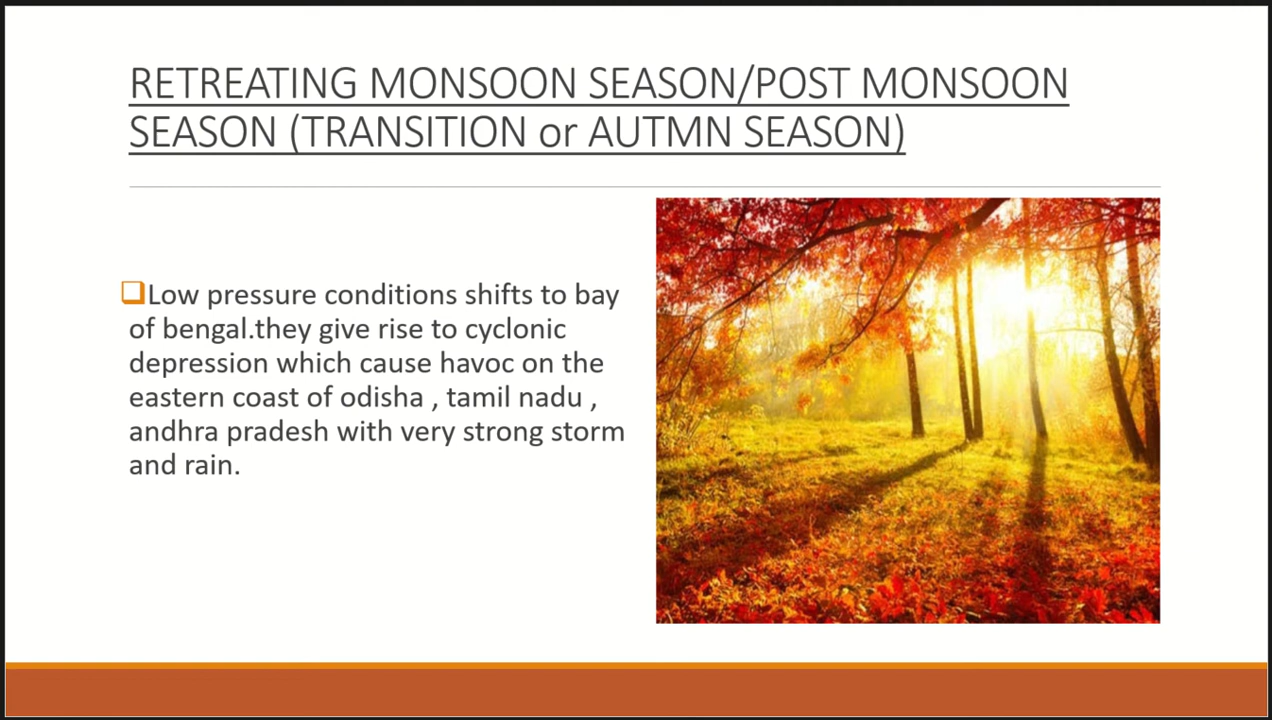 RETREATING MONSOON SEASON/POST MONSOON
SEASON (TRANSITION or AUTMN SEASON)
Low pressure conditions shifts to bay
of bengal.they give rise to cyclonic
depression which cause havoc on the
eastern coast of odisha , tamil nadu ,
andhra pradesh with very strong storm
and rain.